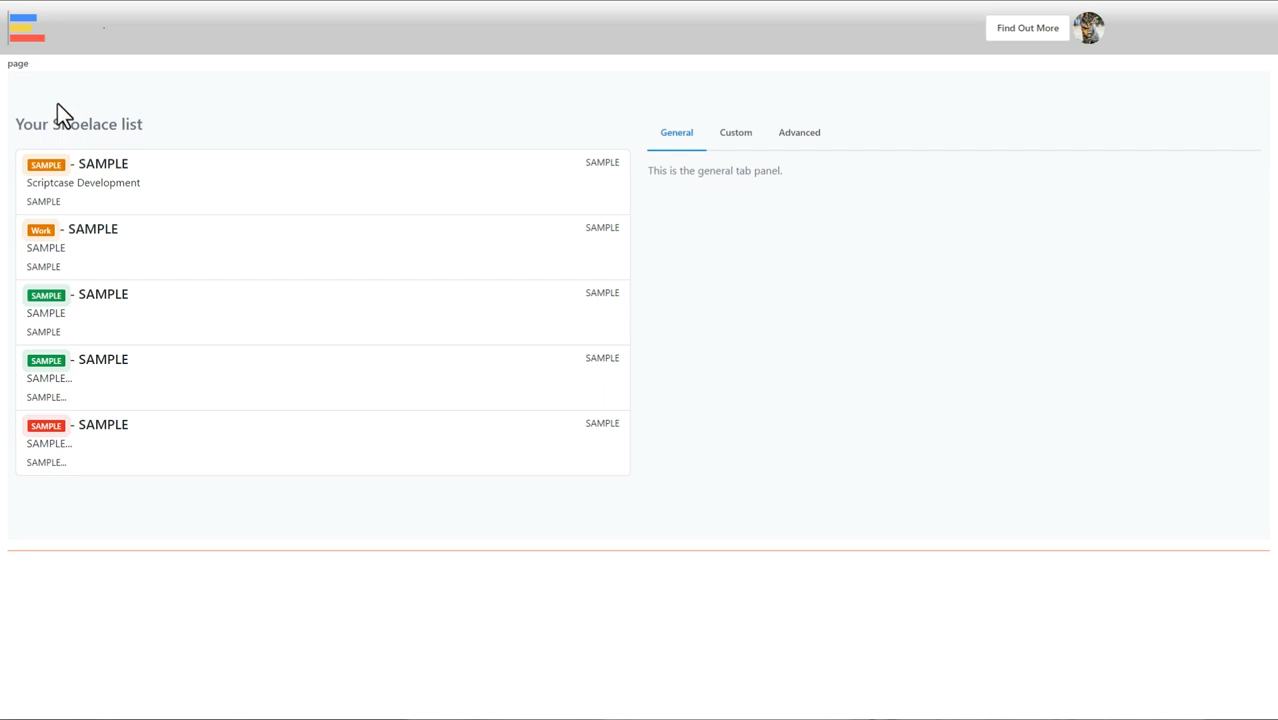 Find Out More
page
Your Shoelace list
General Custom Advanced
This is the general tab panel.
SAMPLE - SAMPLE SAMPLE
Scriptcase Development
SAMPLE
Work - SAMPLE SAMPLE
SAMPLE
SAMPLE
SAMPLE - SAMPLE SAMPLE
SAMPLE
SAMPLE
SAMPLE - SAMPLE SAMPLE
SAMPLE...
SAMPLE...
SAMPLE - SAMPLE SAMPLE
SAMPLE...
SAMPLE...